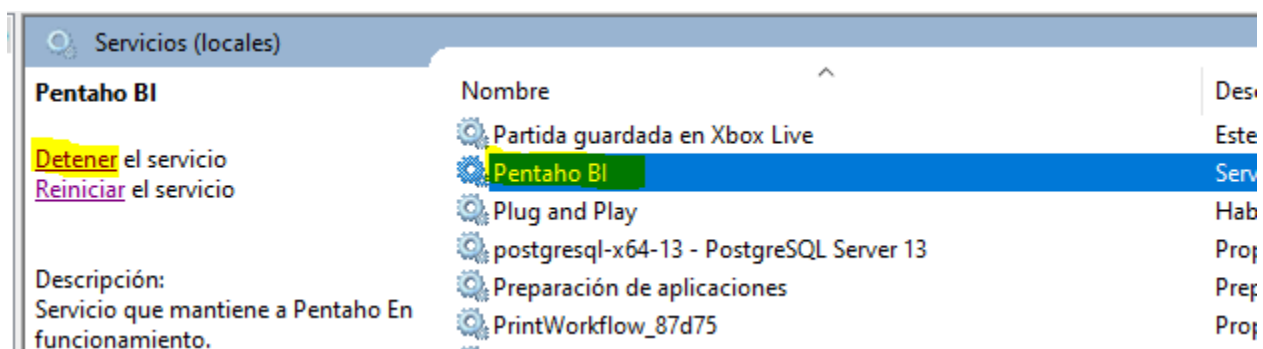 Servicios (locales)
Pentaho BI
Detener el servicio
Reiniciar el servicio
Descripción:
Servicio que mantiene a Pentaho En
funcionamiento.
Nombre
Partida guardada en Xbox Live
Este
Pentaho BI
Plug and Play
Hab
postgresql-x64-13 - PostgreSQL Server 13
Preparación de aplicaciones
PrintWorkflow_87d75